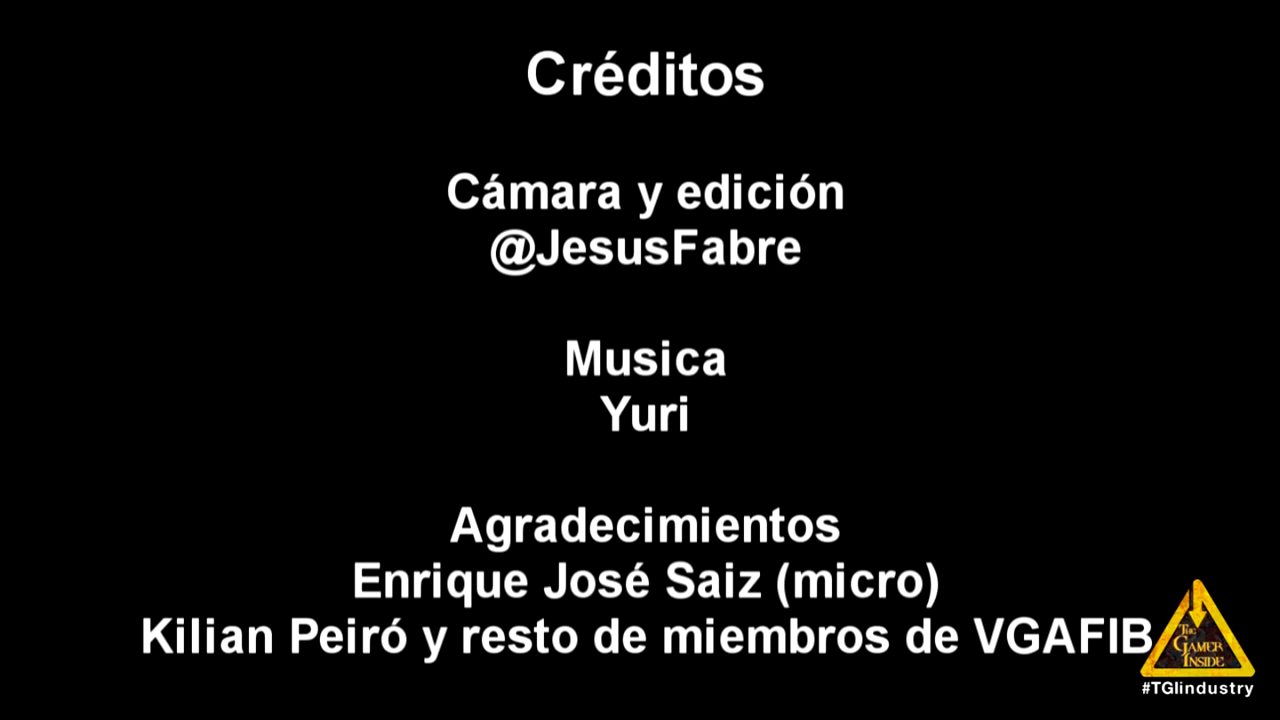 Créditos
Cámara y edición
@JesusFabre
Musica
Yuri
Agradecimientos
Enrique José Saiz (micro)
Kilian Peiró y resto de miembros de VGAFIB
THE
GAMER
INSIDE
#TGIindustry